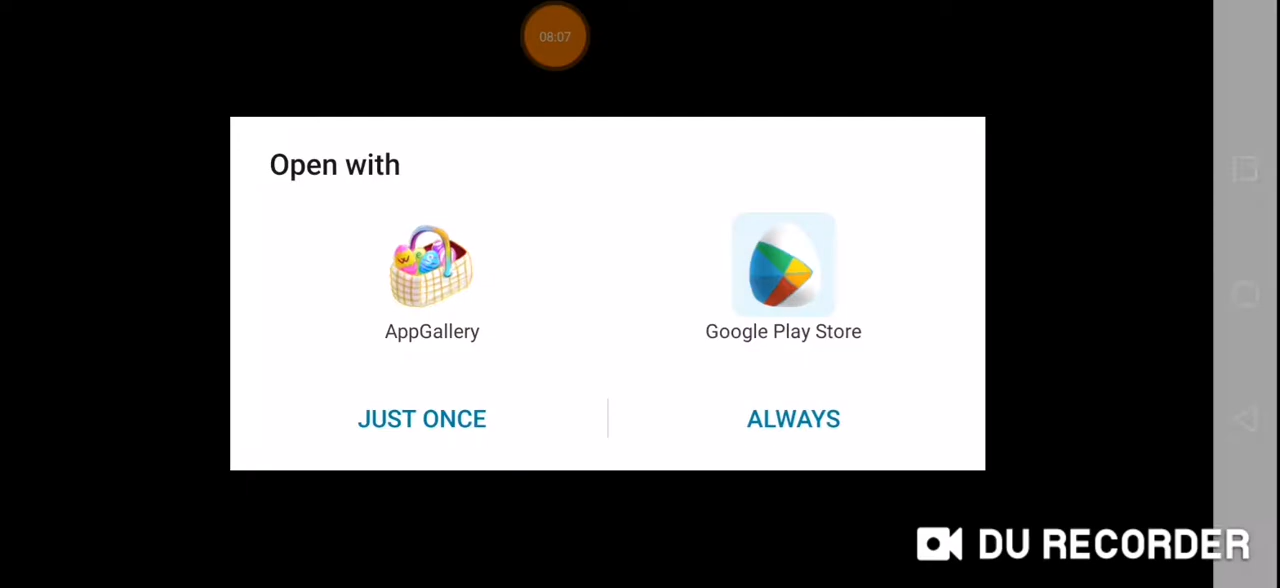 08:07
Open with
AppGallery
Google Play Store
JUST ONCE
ALWAYS
DU RECORDER